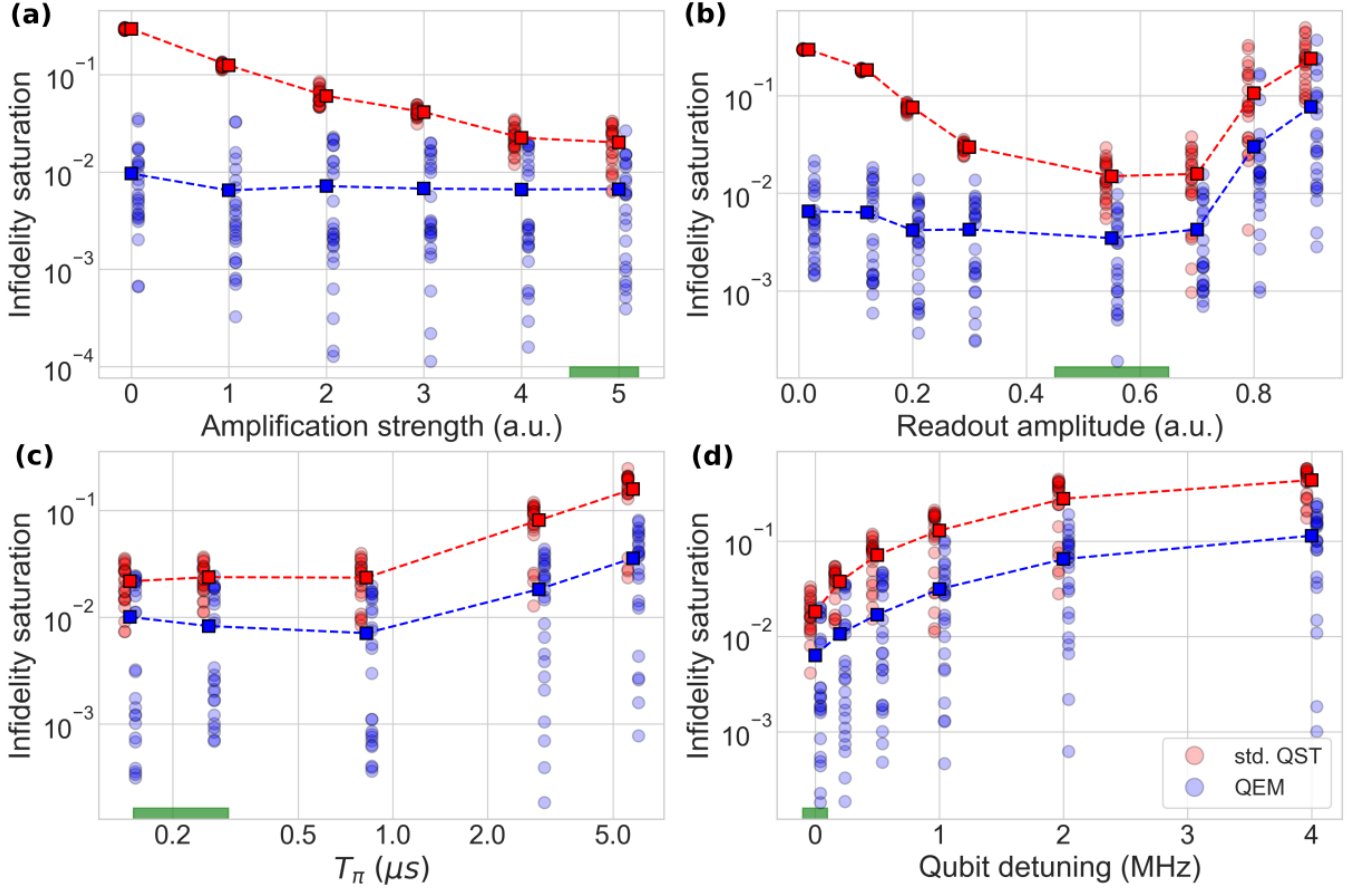 (a)
Infidelity saturation
10⁻¹
10⁻²
10⁻³
10⁻⁴
0 1 2 3 4 5
Amplification strength (a.u.)
(b)
Infidelity saturation
10⁻¹
10⁻²
10⁻³
0.0 0.2 0.4 0.6 0.8
Readout amplitude (a.u.)
(c)
Infidelity saturation
10⁻¹
10⁻²
10⁻³
0.2 0.5 1.0 2.0 5.0
T_π (μs)
(d)
Infidelity saturation
10⁻¹
10⁻²
10⁻³
0 1 2 3 4
Qubit detuning (MHz)
std. QST
QEM